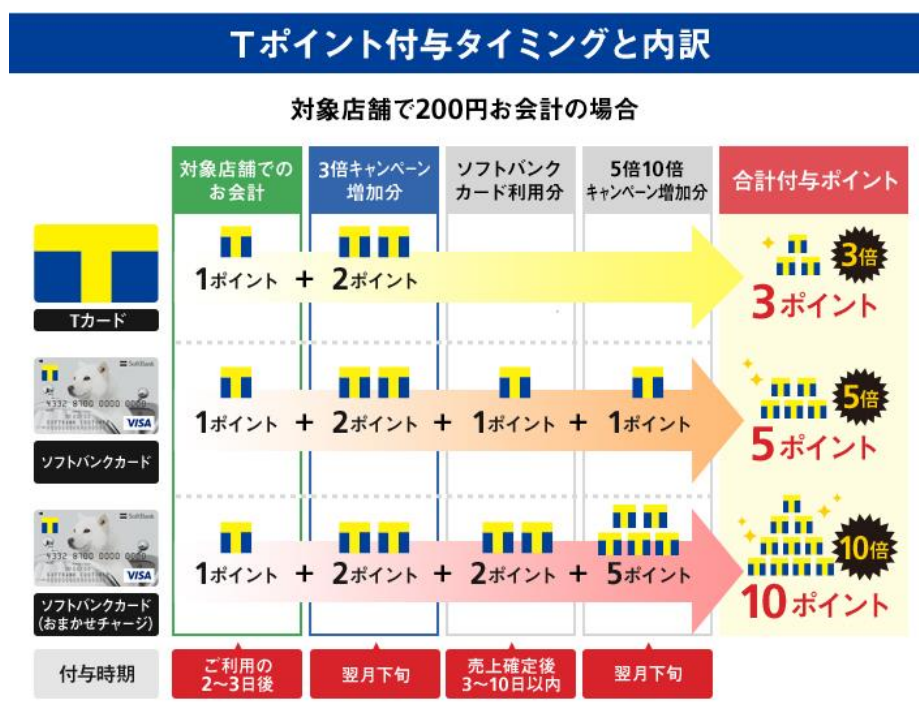 Tポイント付与タイミングと内訳
対象店舗で200円お会計の場合
対象店舗での
お会計
3倍キャンペーン
増加分
ソフトバンク
カード利用分
5倍10倍
キャンペーン増加分
合計付与ポイント
Tカード
1ポイント + 2ポイント
3倍
3ポイント
SoftBank
4332 8700 0000 0000
VISA
ソフトバンクカード
1ポイント + 2ポイント + 1ポイント + 1ポイント
5倍
5ポイント
SoftBank
4332 8700 0000 0000
VISA
ソフトバンクカード
(おまかせチャージ)
1ポイント + 2ポイント + 2ポイント + 5ポイント
10倍
10ポイント
付与時期
ご利用の
2〜3日後
翌月下旬
売上確定後
3〜10日以内
翌月下旬